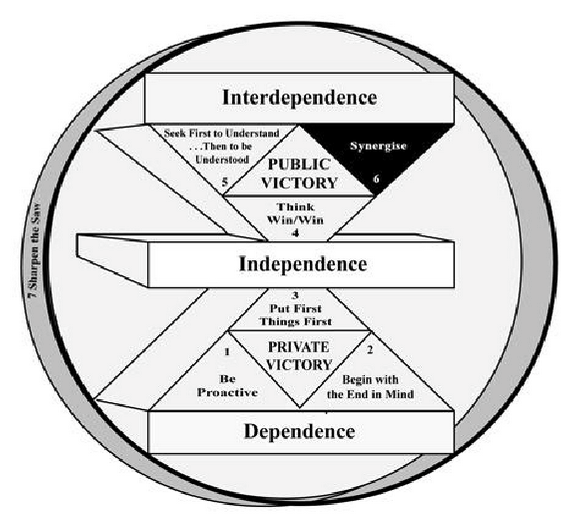 Interdependence
Seek First to Understand
...Then to be
Understood
5
PUBLIC
VICTORY
Synergise
6
Think
Win/Win
4
7 Sharpen the Saw
Independence
3
Put First
Things First
1
Be
Proactive
PRIVATE
VICTORY
2
Begin with
the End in Mind
Dependence